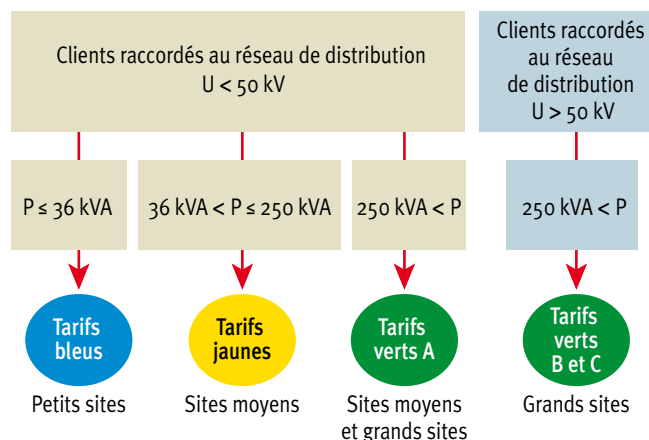 Clients raccordés au réseau de distribution
U < 50 kV
Clients raccordés
au réseau
de distribution
U > 50 kV
P ≤ 36 kVA
36 kVA < P ≤ 250 kVA
250 kVA < P
250 kVA < P
Tarifs
bleus
Tarifs
jaunes
Tarifs
verts A
Tarifs
verts
B et C
Petits sites
Sites moyens
Sites moyens
et grands sites
Grands sites